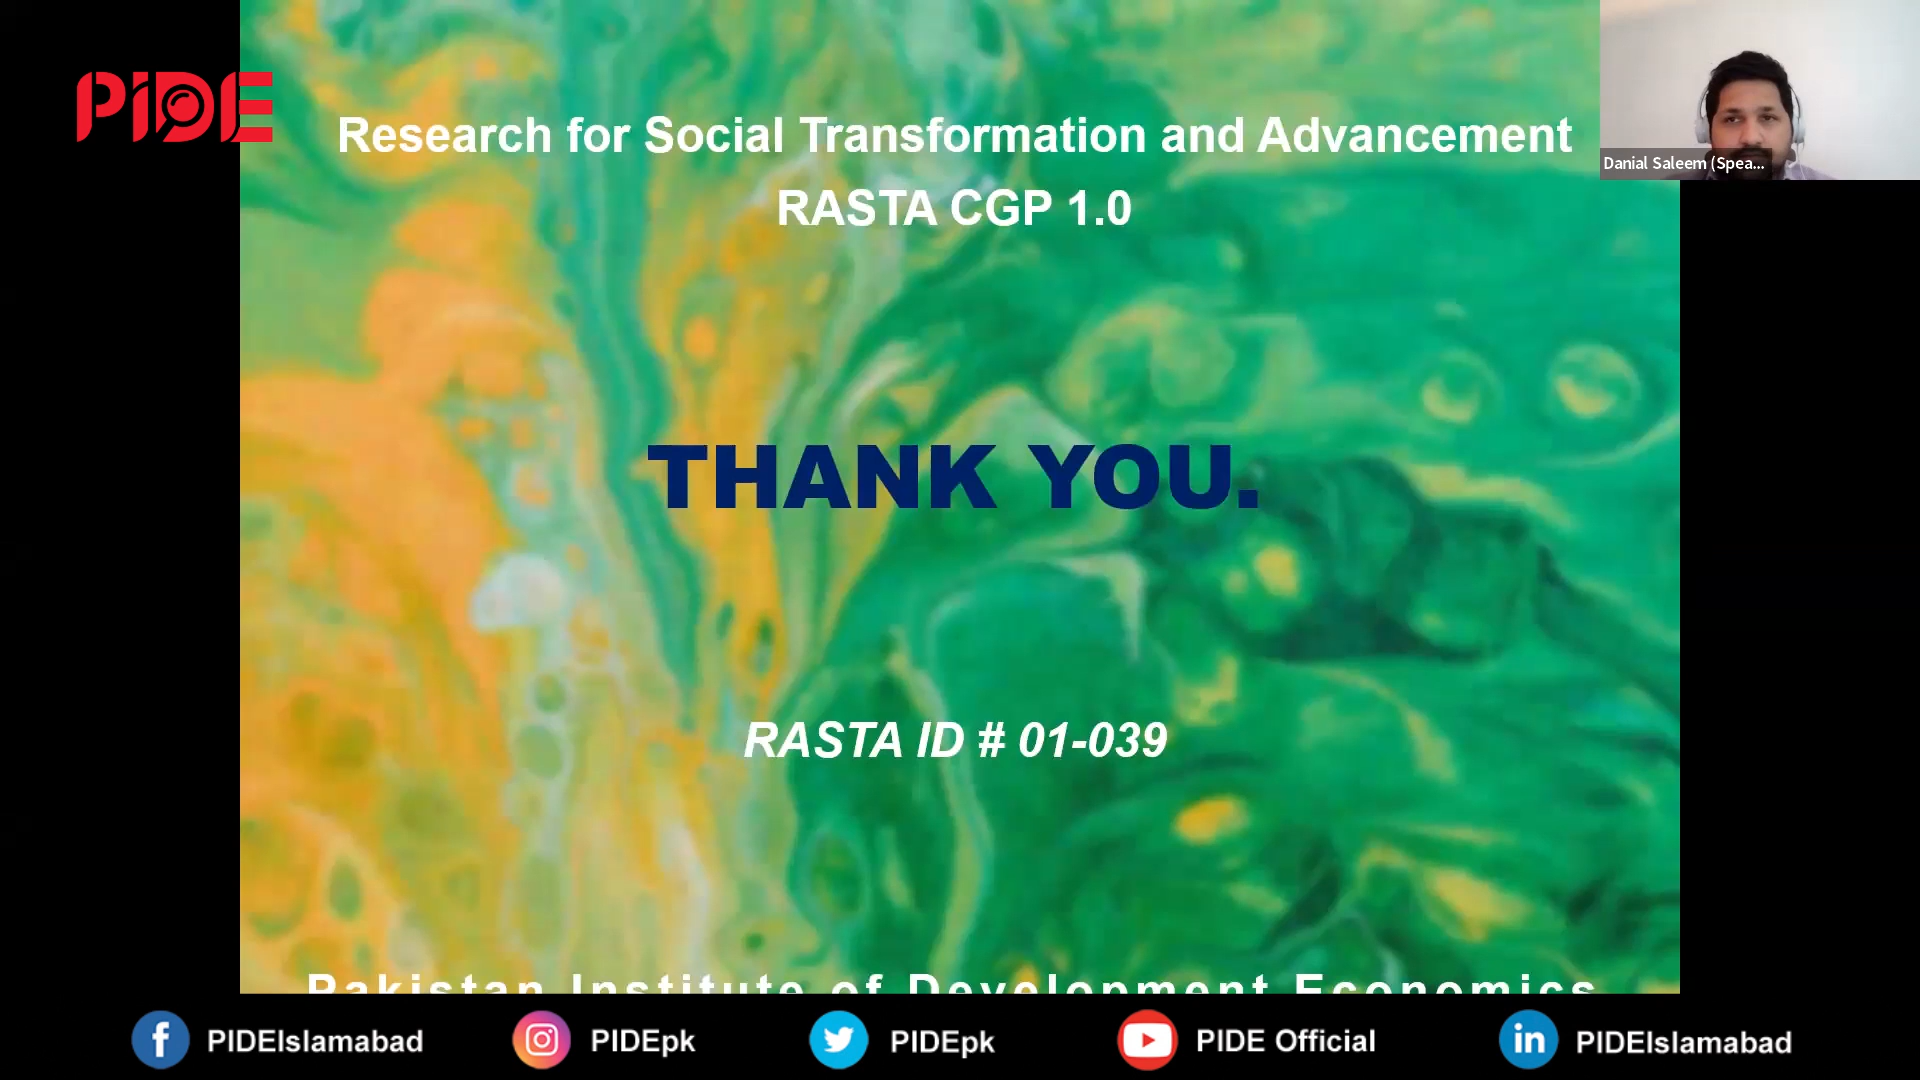 PIDE
Research for Social Transformation and Advancement
RASTA CGP 1.0
Danial Saleem (Spea...
THANK YOU.
RASTA ID # 01-039
Pakistan Institute of Development Economics
PIDEIslamabad
PIDEpk
PIDEpk
PIDE Official
PIDEIslamabad